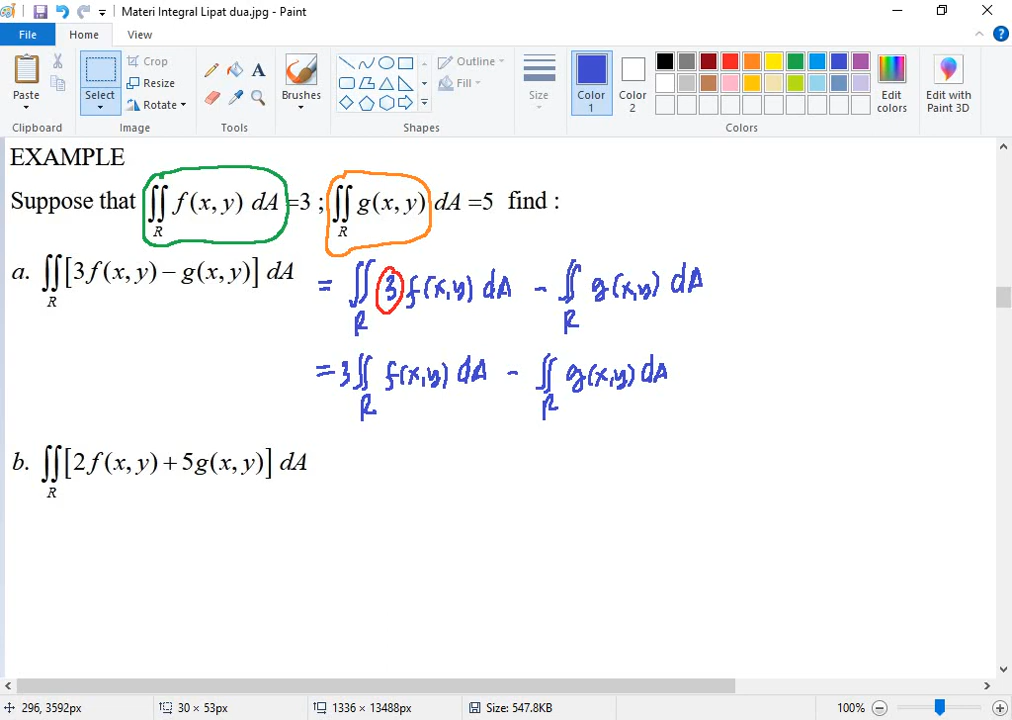 Materi Integral Lipat dua.jpg - Paint
File Home View
Paste Select Crop Resize Rotate A Brushes Outline Fill Size Color 1 Color 2 Edit colors Edit with Paint 3D
Clipboard Image Tools Shapes Colors
EXAMPLE
Suppose that ∬_R f(x, y) dA =3 ; ∬_R g(x, y) dA =5 find :
a. ∬_R [3f(x, y) − g(x, y)] dA = ∬_R 3 f(x,y) dA - ∬_R g(x,y) dA
= 3 ∬_R f(x,y) dA - ∬_R g(x,y) dA
b. ∬_R [2f(x, y) + 5g(x, y)] dA
296, 3592px 30 × 53px 1336 × 13488px Size: 547.8KB 100%